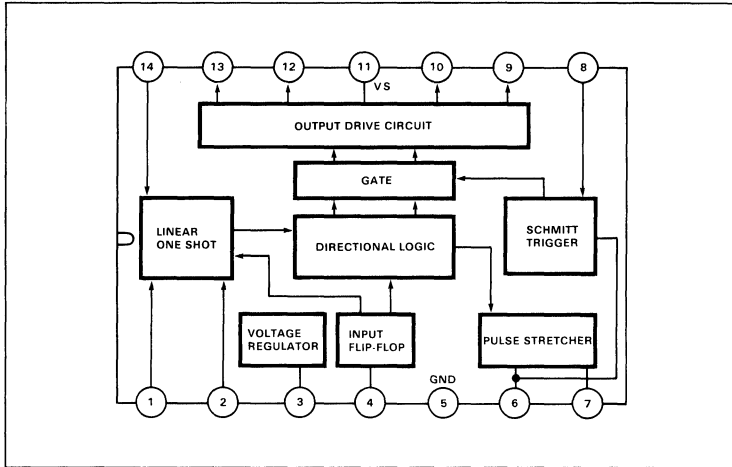 14 13 12 11 10 9 8
VS
OUTPUT DRIVE CIRCUIT
GATE
LINEAR
ONE SHOT
DIRECTIONAL LOGIC
SCHMITT
TRIGGER
VOLTAGE
REGULATOR
INPUT
FLIP-FLOP
PULSE STRETCHER
GND
1 2 3 4 5 6 7